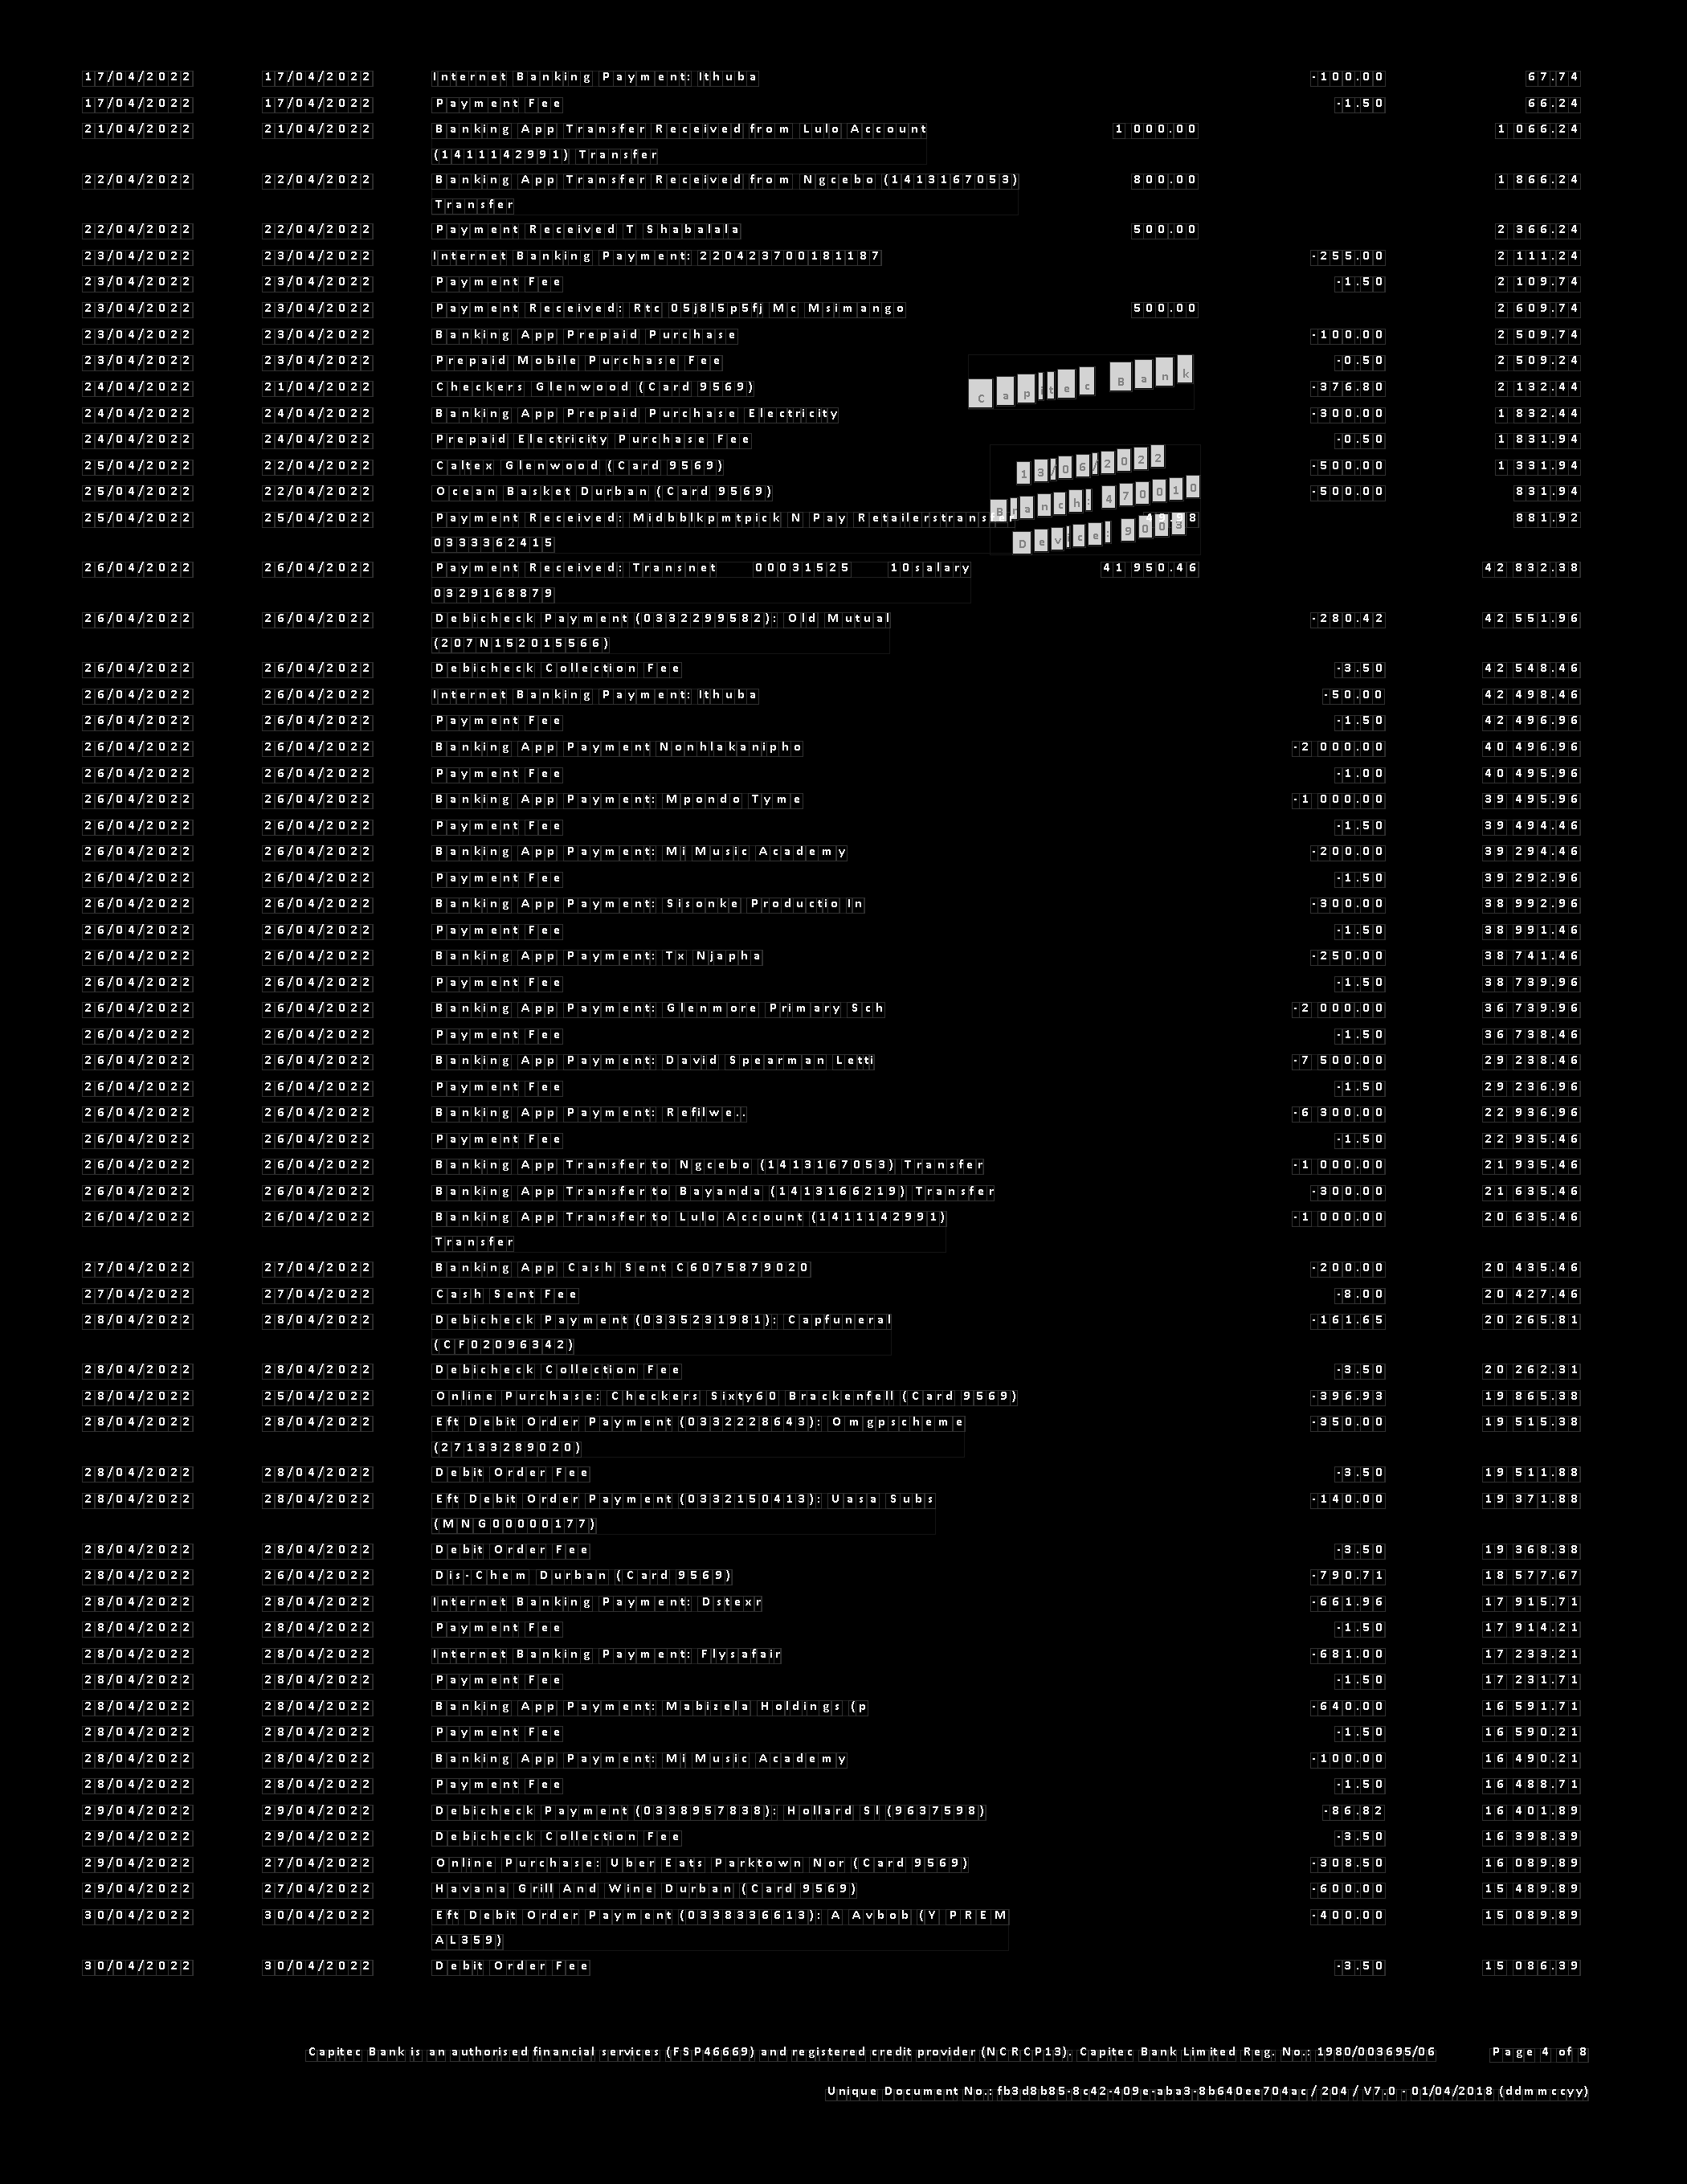 17/04/2022 17/04/2022 Internet Banking Payment: Ithuba -100.00 67.74
17/04/2022 17/04/2022 Payment Fee -1.50 66.24
21/04/2022 21/04/2022 Banking App Transfer Received from Lulo Account 1 000.00 1 066.24
(1411142991) Transfer
22/04/2022 22/04/2022 Banking App Transfer Received from Ngcebo (1413167053) 800.00 1 866.24
Transfer
22/04/2022 22/04/2022 Payment Received T Shabalala 500.00 2 366.24
23/04/2022 23/04/2022 Internet Banking Payment: 220423700181187 -255.00 2 111.24
23/04/2022 23/04/2022 Payment Fee -1.50 2 109.74
23/04/2022 23/04/2022 Payment Received: Rtc 05j8l5p5fj Mc Msimango 500.00 2 609.74
23/04/2022 23/04/2022 Banking App Prepaid Purchase -100.00 2 509.74
23/04/2022 23/04/2022 Prepaid Mobile Purchase Fee -0.50 2 509.24
Capitec Bank
24/04/2022 21/04/2022 Checkers Glenwood (Card 9569) -376.80 2 132.44
24/04/2022 24/04/2022 Banking App Prepaid Purchase Electricity -300.00 1 832.44
24/04/2022 24/04/2022 Prepaid Electricity Purchase Fee -0.50 1 831.94
13/06/2022
25/04/2022 22/04/2022 Caltex Glenwood (Card 9569) -500.00 1 331.94
25/04/2022 22/04/2022 Ocean Basket Durban (Card 9569) -500.00 831.94
Branch: 470010
25/04/2022 25/04/2022 Payment Received: Midbblkpmtpick N Pay Retailerstrans 881.92
Device: 9003
0333362415
26/04/2022 26/04/2022 Payment Received: Transnet 00031525 10salary 41 950.46 42 832.38
0329168879
26/04/2022 26/04/2022 Debicheck Payment (0332299582): Old Mutual -280.42 42 551.96
(207N152015566)
26/04/2022 26/04/2022 Debicheck Collection Fee -3.50 42 548.46
26/04/2022 26/04/2022 Internet Banking Payment: Ithuba -50.00 42 498.46
26/04/2022 26/04/2022 Payment Fee -1.50 42 496.96
26/04/2022 26/04/2022 Banking App Payment Nonhlakanipho -2 000.00 40 496.96
26/04/2022 26/04/2022 Payment Fee -1.00 40 495.96
26/04/2022 26/04/2022 Banking App Payment: Mpondo Tyme -1 000.00 39 495.96
26/04/2022 26/04/2022 Payment Fee -1.50 39 494.46
26/04/2022 26/04/2022 Banking App Payment: Mi Music Academy -200.00 39 294.46
26/04/2022 26/04/2022 Payment Fee -1.50 39 292.96
26/04/2022 26/04/2022 Banking App Payment: Sisonke Productio In -300.00 38 992.96
26/04/2022 26/04/2022 Payment Fee -1.50 38 991.46
26/04/2022 26/04/2022 Banking App Payment: Tx Njapha -250.00 38 741.46
26/04/2022 26/04/2022 Payment Fee -1.50 38 739.96
26/04/2022 26/04/2022 Banking App Payment: Glenmore Primary Sch -2 000.00 36 739.96
26/04/2022 26/04/2022 Payment Fee -1.50 36 738.46
26/04/2022 26/04/2022 Banking App Payment: David Spearman Letti -7 500.00 29 238.46
26/04/2022 26/04/2022 Payment Fee -1.50 29 236.96
26/04/2022 26/04/2022 Banking App Payment: Refilwe.. -6 300.00 22 936.96
26/04/2022 26/04/2022 Payment Fee -1.50 22 935.46
26/04/2022 26/04/2022 Banking App Transfer to Ngcebo (1413167053) Transfer -1 000.00 21 935.46
26/04/2022 26/04/2022 Banking App Transfer to Bayanda (1413166219) Transfer -300.00 21 635.46
26/04/2022 26/04/2022 Banking App Transfer to Lulo Account (1411142991) -1 000.00 20 635.46
Transfer
27/04/2022 27/04/2022 Banking App Cash Sent C6075879020 -200.00 20 435.46
27/04/2022 27/04/2022 Cash Sent Fee -8.00 20 427.46
28/04/2022 28/04/2022 Debicheck Payment (0335231981): Capfuneral -161.65 20 265.81
(CF02096342)
28/04/2022 28/04/2022 Debicheck Collection Fee -3.50 20 262.31
28/04/2022 25/04/2022 Online Purchase: Checkers Sixty60 Brackenfell (Card 9569) -396.93 19 865.38
28/04/2022 28/04/2022 Eft Debit Order Payment (0332228643): Omgpscheme -350.00 19 515.38
(27133289020)
28/04/2022 28/04/2022 Debit Order Fee -3.50 19 511.88
28/04/2022 28/04/2022 Eft Debit Order Payment (0332150413): Uasa Subs -140.00 19 371.88
(MNG00000177)
28/04/2022 28/04/2022 Debit Order Fee -3.50 19 368.38
28/04/2022 26/04/2022 Dis-Chem Durban (Card 9569) -790.71 18 577.67
28/04/2022 28/04/2022 Internet Banking Payment: Dstexr -661.96 17 915.71
28/04/2022 28/04/2022 Payment Fee -1.50 17 914.21
28/04/2022 28/04/2022 Internet Banking Payment: Flysafair -681.00 17 233.21
28/04/2022 28/04/2022 Payment Fee -1.50 17 231.71
28/04/2022 28/04/2022 Banking App Payment: Mabizela Holdings (p -640.00 16 591.71
28/04/2022 28/04/2022 Payment Fee -1.50 16 590.21
28/04/2022 28/04/2022 Banking App Payment: Mi Music Academy -100.00 16 490.21
28/04/2022 28/04/2022 Payment Fee -1.50 16 488.71
29/04/2022 29/04/2022 Debicheck Payment (0338957838): Hollard Sl (9637598) -86.82 16 401.89
29/04/2022 29/04/2022 Debicheck Collection Fee -3.50 16 398.39
29/04/2022 27/04/2022 Online Purchase: Uber Eats Parktown Nor (Card 9569) -308.50 16 089.89
29/04/2022 27/04/2022 Havana Grill And Wine Durban (Card 9569) -600.00 15 489.89
30/04/2022 30/04/2022 Eft Debit Order Payment (0338336613): A Avbob (Y PREM -400.00 15 089.89
AL359)
30/04/2022 30/04/2022 Debit Order Fee -3.50 15 086.39
Capitec Bank is an authorised financial services (FSP46669) and registered credit provider (NCRCP13). Capitec Bank Limited Reg. No.: 1980/003695/06 Page 4 of 8
Unique Document No.: fb3d8b85-8c42-409e-aba3-8b640ee704ac / 204 / V7.0 - 01/04/2018 (ddmmccyy)